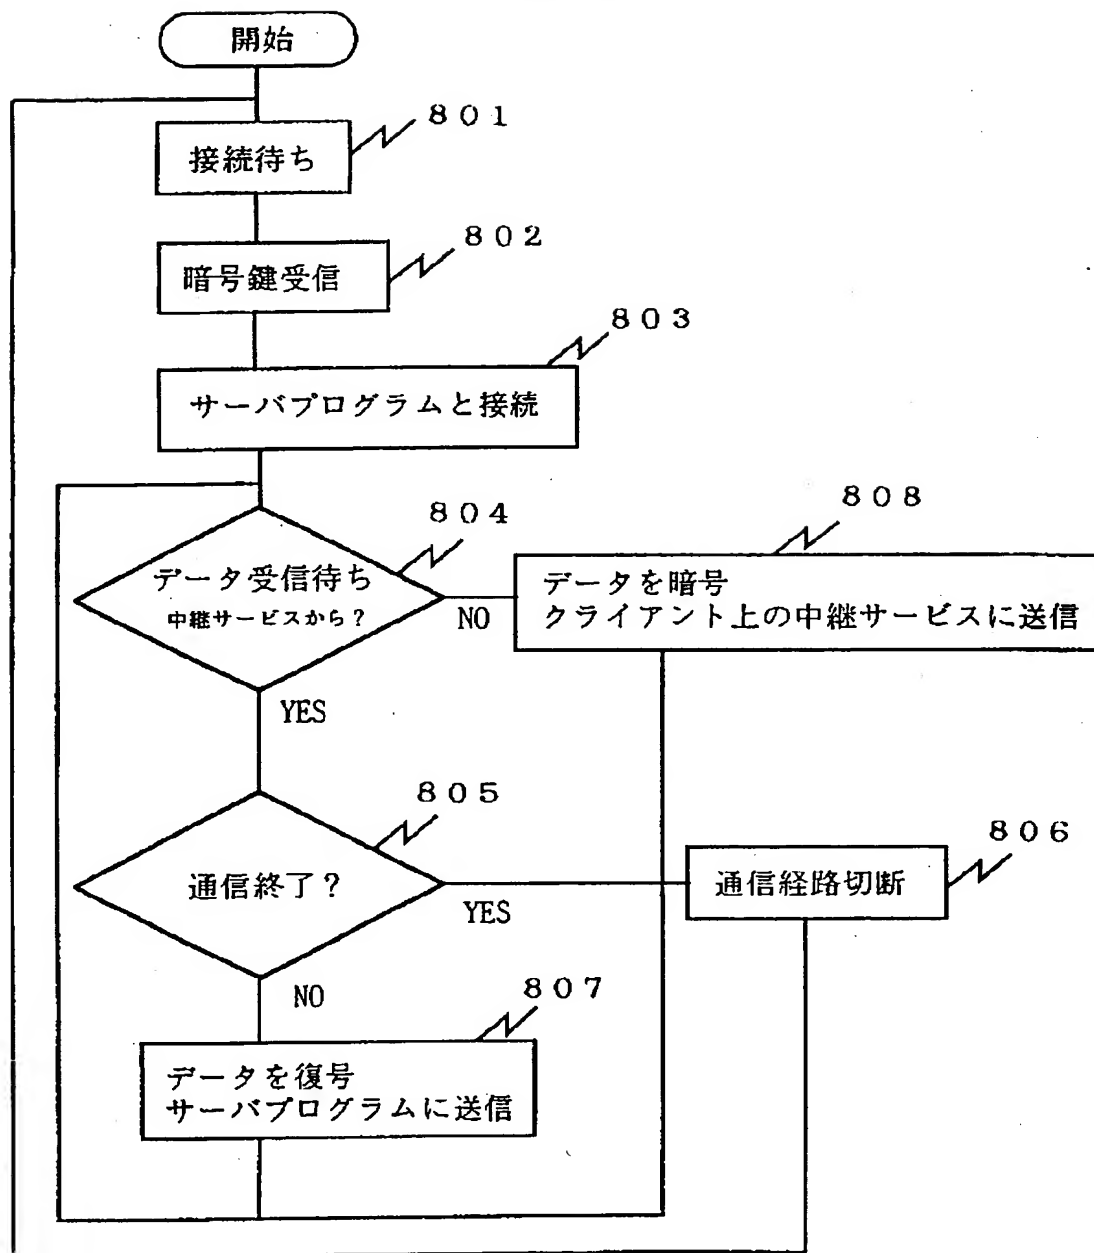 開始
８０１
接続待ち
８０２
暗号鍵受信
８０３
サーバプログラムと接続
８０４
データ受信待ち
中継サービスから？
NO
YES
８０８
データを暗号
クライアント上の中継サービスに送信
８０５
通信終了？
YES
NO
８０６
通信経路切断
８０７
データを復号
サーバプログラムに送信